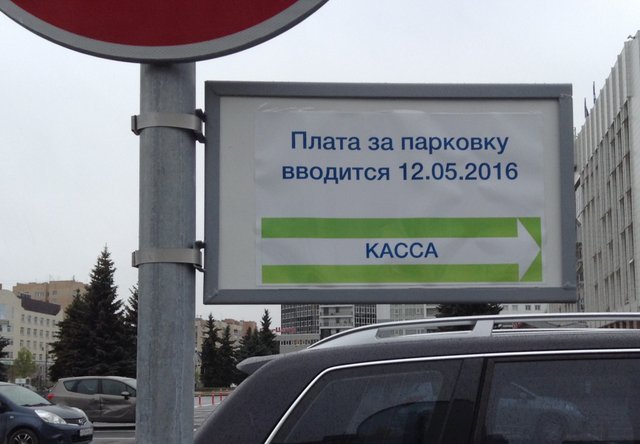 Плата за парковку
вводится 12.05.2016
КАССА